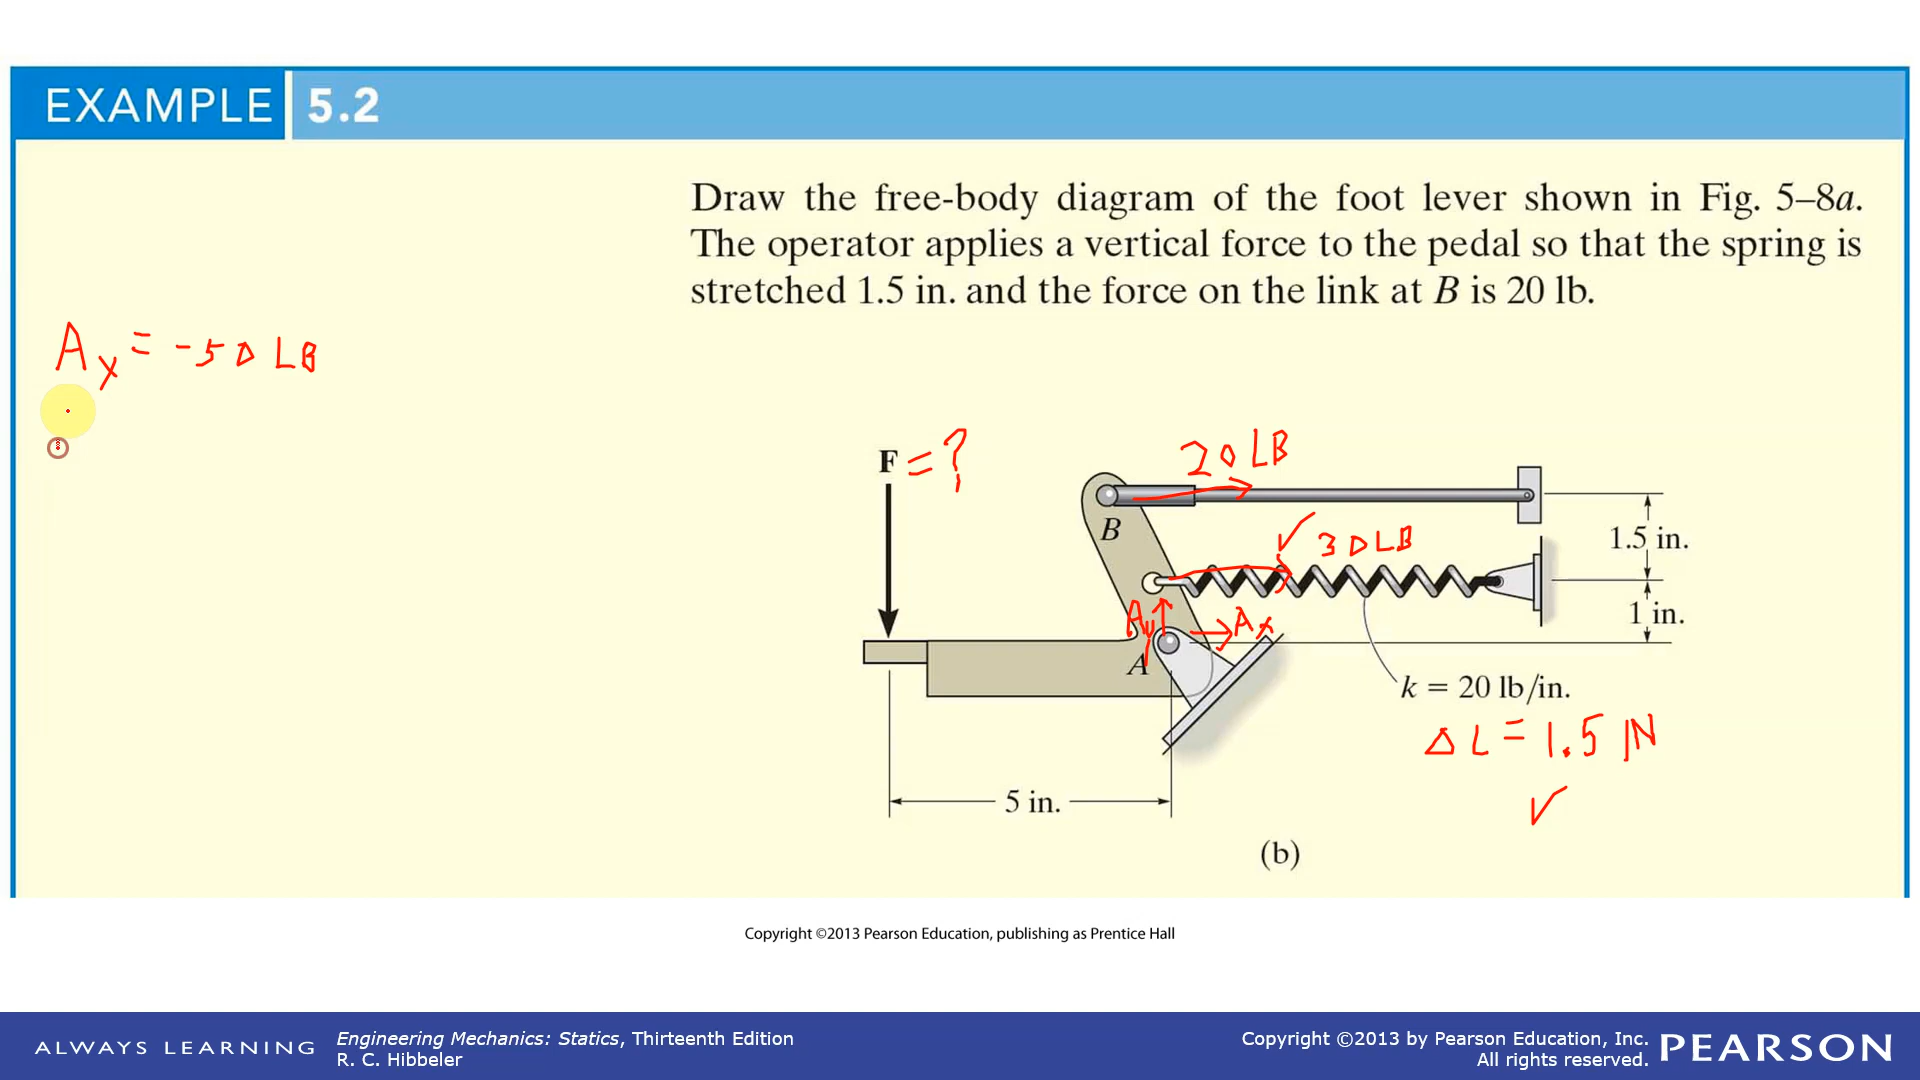 EXAMPLE 5.2
Draw the free-body diagram of the foot lever shown in Fig. 5–8a.
The operator applies a vertical force to the pedal so that the spring is
stretched 1.5 in. and the force on the link at B is 20 lb.
Ax = -50 LB
F = ?
20 LB
B
1.5 in.
30 LB
1 in.
Ay
Ax
A
k = 20 lb/in.
ΔL = 1.5 IN
5 in.
(b)
Copyright ©2013 Pearson Education, publishing as Prentice Hall
ALWAYS LEARNING
Engineering Mechanics: Statics, Thirteenth Edition
R. C. Hibbeler
Copyright ©2013 by Pearson Education, Inc.
All rights reserved.
PEARSON